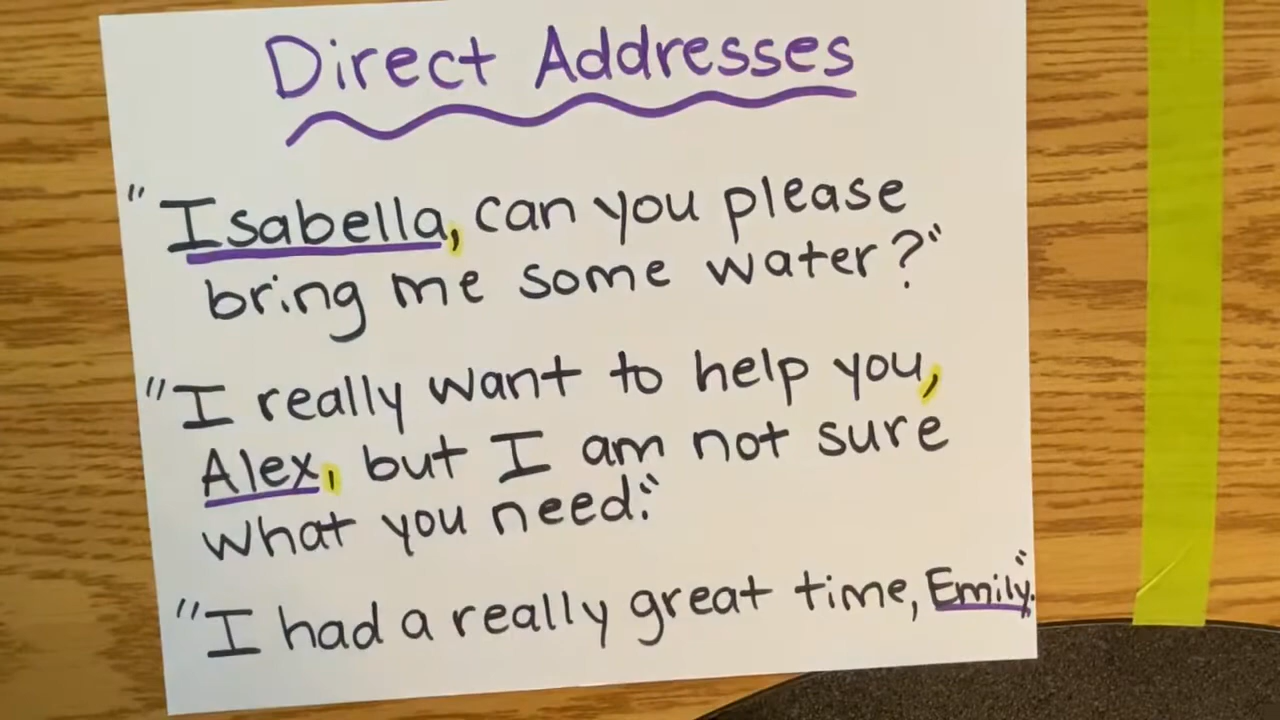 Direct Addresses
"Isabella, can you please
bring me some water?"
"I really want to help you,
Alex, but I am not sure
what you need."
"I had a really great time, Emily."